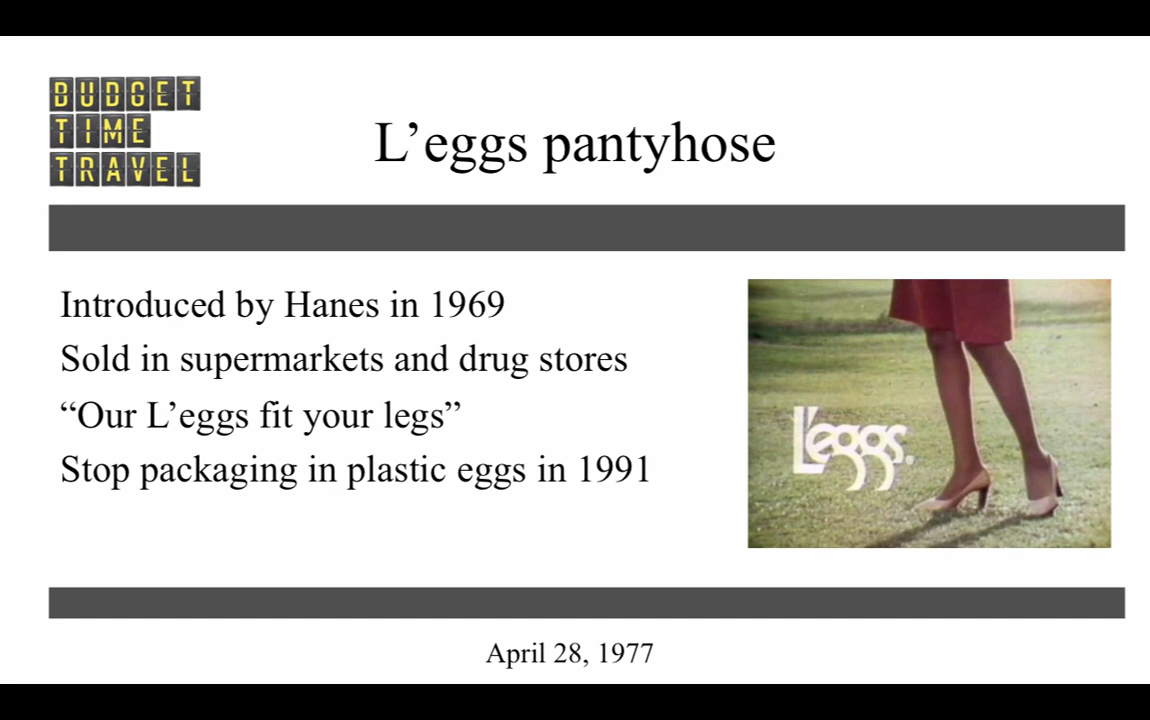 BUDGET
TIME
TRAVEL
L’eggs pantyhose
Introduced by Hanes in 1969
Sold in supermarkets and drug stores
“Our L’eggs fit your legs”
Stop packaging in plastic eggs in 1991
L'eggs®
April 28, 1977